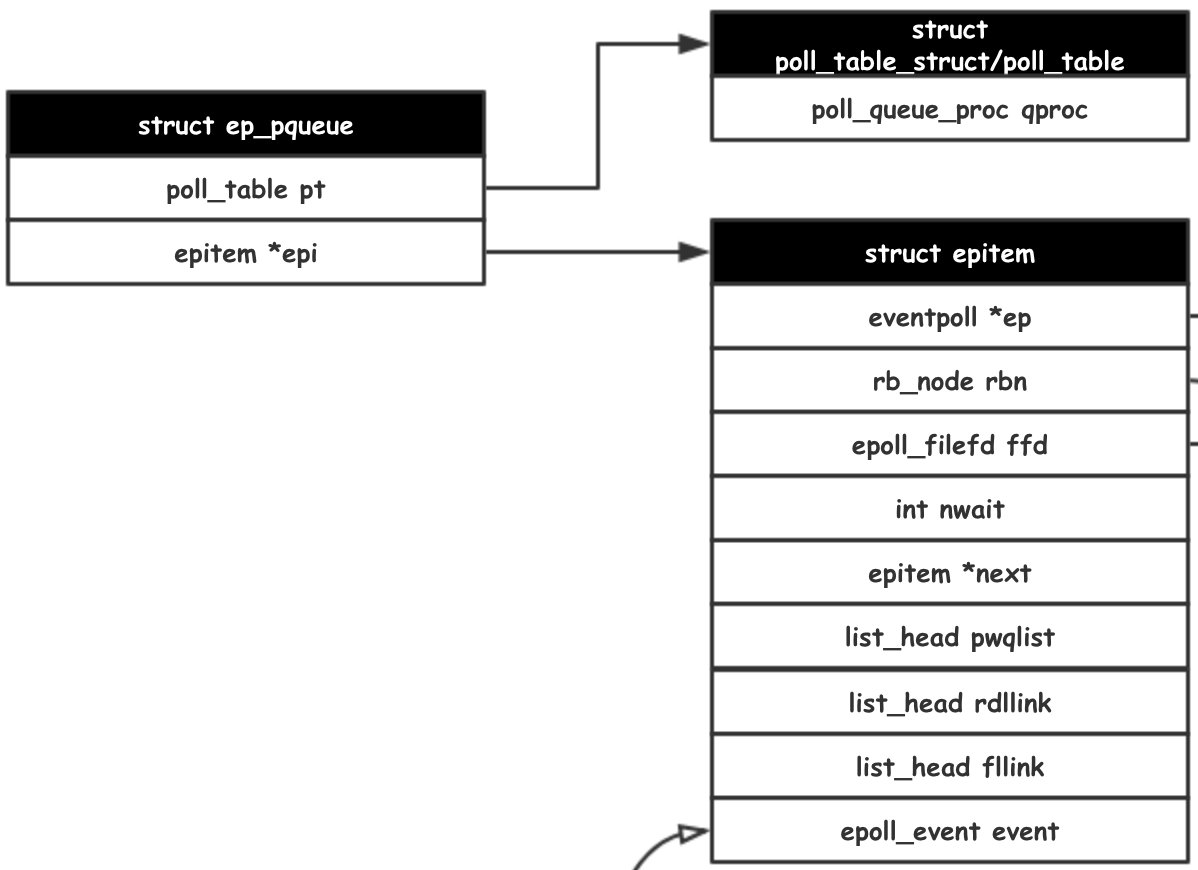 struct ep_pqueue
poll_table pt
epitem *epi
struct
poll_table_struct/poll_table
poll_queue_proc qproc
struct epitem
eventpoll *ep
rb_node rbn
epoll_filefd ffd
int nwait
epitem *next
list_head pwqlist
list_head rdllink
list_head fllink
epoll_event event